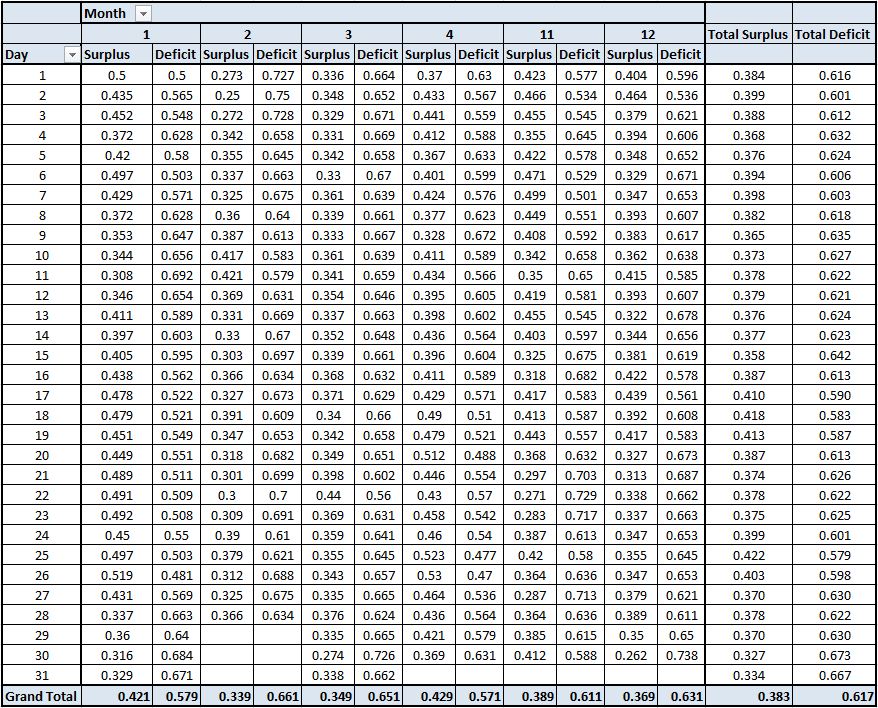 Month
1 2 3 4 11 12 Total Surplus Total Deficit
Day Surplus Deficit Surplus Deficit Surplus Deficit Surplus Deficit Surplus Deficit Surplus Deficit
1 0.5 0.5 0.273 0.727 0.336 0.664 0.37 0.63 0.423 0.577 0.404 0.596 0.384 0.616
2 0.435 0.565 0.25 0.75 0.348 0.652 0.433 0.567 0.466 0.534 0.464 0.536 0.399 0.601
3 0.452 0.548 0.272 0.728 0.329 0.671 0.441 0.559 0.455 0.545 0.379 0.621 0.388 0.612
4 0.372 0.628 0.342 0.658 0.331 0.669 0.412 0.588 0.355 0.645 0.394 0.606 0.368 0.632
5 0.42 0.58 0.355 0.645 0.342 0.658 0.367 0.633 0.422 0.578 0.348 0.652 0.376 0.624
6 0.497 0.503 0.337 0.663 0.33 0.67 0.401 0.599 0.471 0.529 0.329 0.671 0.394 0.606
7 0.429 0.571 0.325 0.675 0.361 0.639 0.424 0.576 0.499 0.501 0.347 0.653 0.398 0.603
8 0.372 0.628 0.36 0.64 0.339 0.661 0.377 0.623 0.449 0.551 0.393 0.607 0.382 0.618
9 0.353 0.647 0.387 0.613 0.333 0.667 0.328 0.672 0.408 0.592 0.383 0.617 0.365 0.635
10 0.344 0.656 0.417 0.583 0.361 0.639 0.411 0.589 0.342 0.658 0.362 0.638 0.373 0.627
11 0.308 0.692 0.421 0.579 0.341 0.659 0.434 0.566 0.35 0.65 0.415 0.585 0.378 0.622
12 0.346 0.654 0.369 0.631 0.354 0.646 0.395 0.605 0.419 0.581 0.393 0.607 0.379 0.621
13 0.411 0.589 0.331 0.669 0.337 0.663 0.398 0.602 0.455 0.545 0.322 0.678 0.376 0.624
14 0.397 0.603 0.33 0.67 0.352 0.648 0.436 0.564 0.403 0.597 0.344 0.656 0.377 0.623
15 0.405 0.595 0.303 0.697 0.339 0.661 0.396 0.604 0.325 0.675 0.381 0.619 0.358 0.642
16 0.438 0.562 0.366 0.634 0.368 0.632 0.411 0.589 0.318 0.682 0.422 0.578 0.387 0.613
17 0.478 0.522 0.327 0.673 0.371 0.629 0.429 0.571 0.417 0.583 0.439 0.561 0.410 0.590
18 0.479 0.521 0.391 0.609 0.34 0.66 0.49 0.51 0.413 0.587 0.392 0.608 0.418 0.583
19 0.451 0.549 0.347 0.653 0.342 0.658 0.479 0.521 0.443 0.557 0.417 0.583 0.413 0.587
20 0.449 0.551 0.318 0.682 0.349 0.651 0.512 0.488 0.368 0.632 0.327 0.673 0.387 0.613
21 0.489 0.511 0.301 0.699 0.398 0.602 0.446 0.554 0.297 0.703 0.313 0.687 0.374 0.626
22 0.491 0.509 0.3 0.7 0.44 0.56 0.43 0.57 0.271 0.729 0.338 0.662 0.378 0.622
23 0.492 0.508 0.309 0.691 0.369 0.631 0.458 0.542 0.283 0.717 0.337 0.663 0.375 0.625
24 0.45 0.55 0.39 0.61 0.359 0.641 0.46 0.54 0.387 0.613 0.347 0.653 0.399 0.601
25 0.497 0.503 0.379 0.621 0.355 0.645 0.523 0.477 0.42 0.58 0.355 0.645 0.422 0.579
26 0.519 0.481 0.312 0.688 0.343 0.657 0.53 0.47 0.364 0.636 0.347 0.653 0.403 0.598
27 0.431 0.569 0.325 0.675 0.335 0.665 0.464 0.536 0.287 0.713 0.379 0.621 0.370 0.630
28 0.337 0.663 0.366 0.634 0.376 0.624 0.436 0.564 0.364 0.636 0.389 0.611 0.378 0.622
29 0.36 0.64 0.335 0.665 0.421 0.579 0.385 0.615 0.35 0.65 0.370 0.630
30 0.316 0.684 0.274 0.726 0.369 0.631 0.412 0.588 0.262 0.738 0.327 0.673
31 0.329 0.671 0.338 0.662 0.334 0.667
Grand Total 0.421 0.579 0.339 0.661 0.349 0.651 0.429 0.571 0.389 0.611 0.369 0.631 0.383 0.617